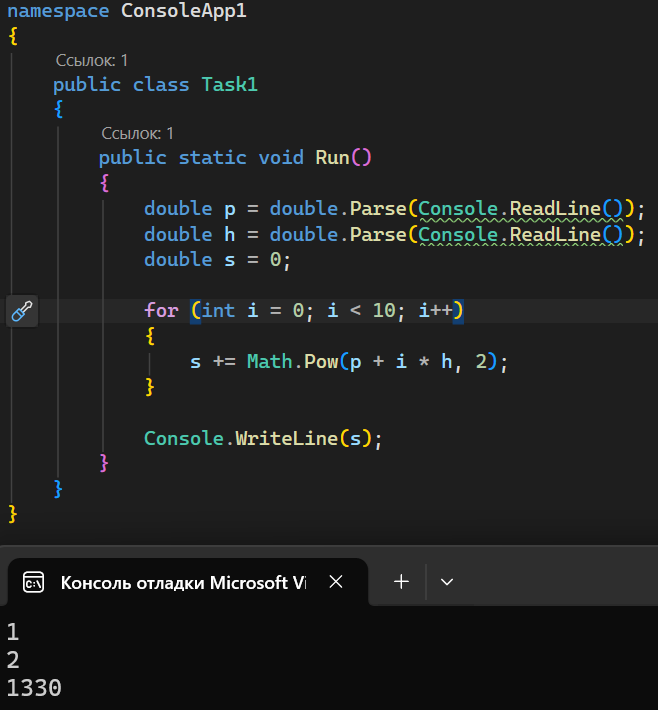 namespace ConsoleApp1
{
Ссылок: 1
public class Task1
{
Ссылок: 1
public static void Run()
{
double p = double.Parse(Console.ReadLine());
double h = double.Parse(Console.ReadLine());
double s = 0;
for (int i = 0; i < 10; i++)
{
s += Math.Pow(p + i * h, 2);
}
Console.WriteLine(s);
}
}
}
C:\ Консоль отладки Microsoft Vi
1
2
1330